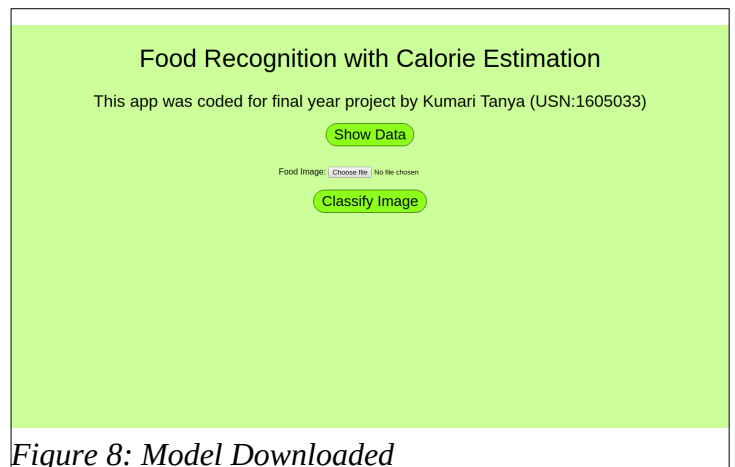 Food Recognition with Calorie Estimation
This app was coded for final year project by Kumari Tanya (USN:1605033)
Show Data
Food Image: Choose file No file chosen
Classify Image
Figure 8: Model Downloaded